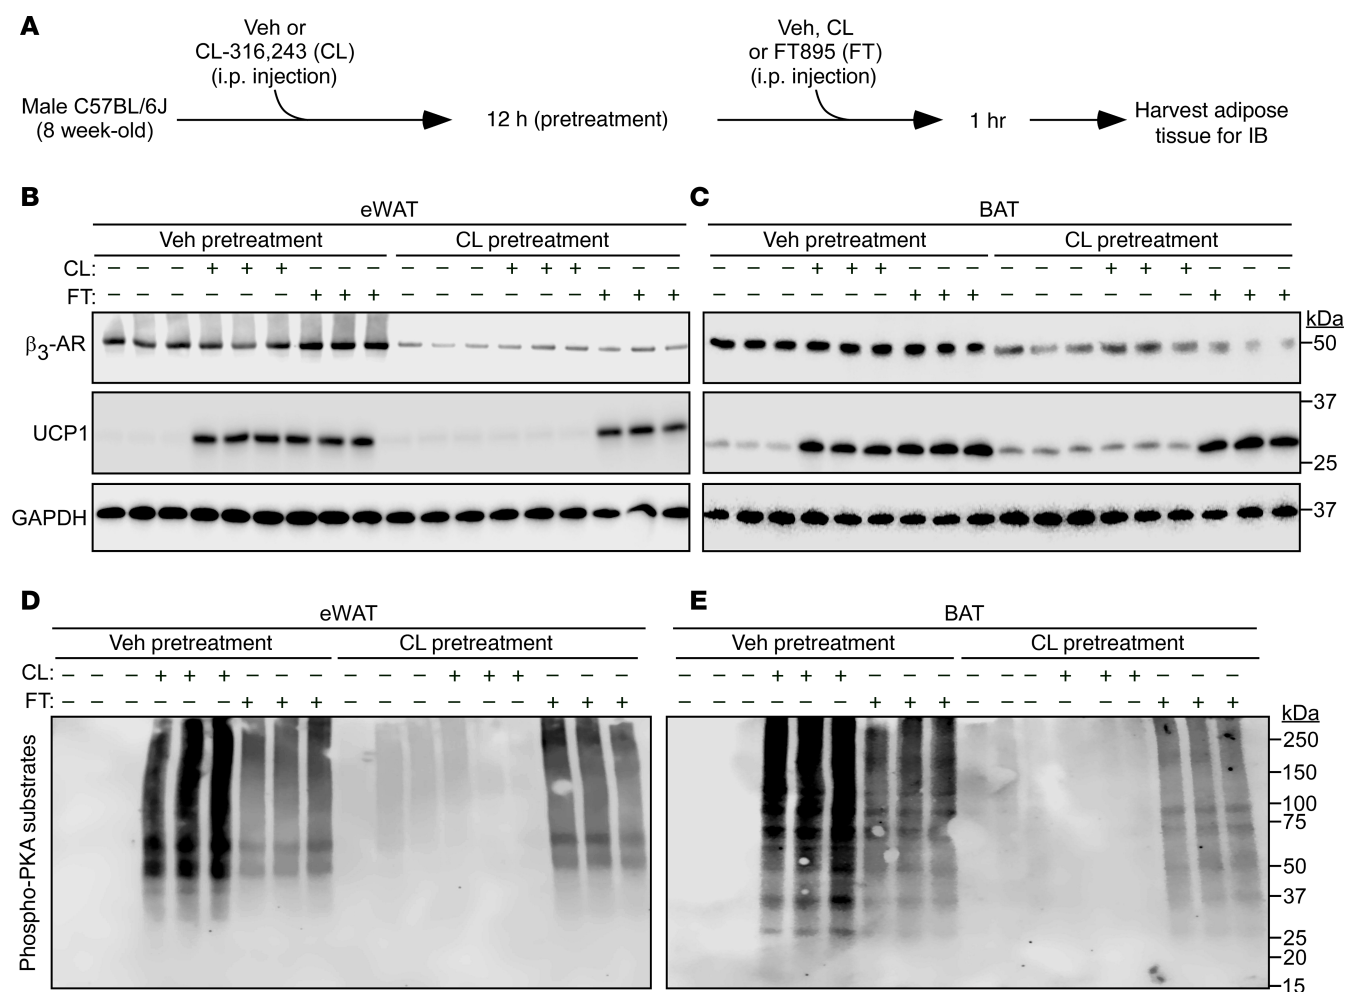 A
Veh or
CL-316,243 (CL)
(i.p. injection)
Veh, CL
or FT895 (FT)
(i.p. injection)
Male C57BL/6J
(8 week-old)
12 h (pretreatment)
1 hr
Harvest adipose
tissue for IB
B
eWAT
Veh pretreatment CL pretreatment
CL: – – – + + + – – – – – – + + + – – –
FT: – – – – – – + + + – – – – – – + + +
β3-AR
UCP1
GAPDH
C
BAT
Veh pretreatment CL pretreatment
– – – + + + – – – – – – + + + – – –
– – – – – – + + + – – – – – – + + +
kDa
50
37
25
37
D
eWAT
Veh pretreatment CL pretreatment
CL: – – – + + + – – – – – – + + + – – –
FT: – – – – – – + + + – – – – – – + + +
Phospho-PKA substrates
E
BAT
Veh pretreatment CL pretreatment
– – – + + + – – – – – – + + + – – –
– – – – – – + + + – – – – – – + + +
kDa
250
150
100
75
50
37
25
20
15